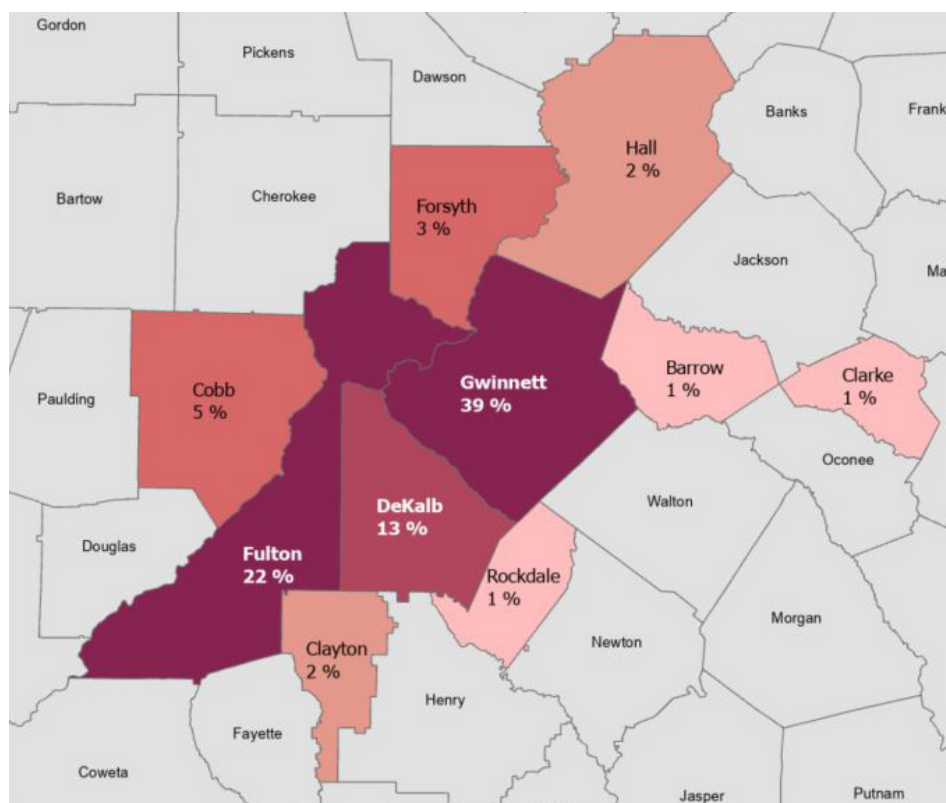 Gordon
Pickens
Dawson
Banks
Frank
Hall
2 %
Bartow
Cherokee
Forsyth
3 %
Jackson
Ma
Paulding
Cobb
5 %
Gwinnett
39 %
Barrow
1 %
Clarke
1 %
Oconee
Walton
DeKalb
13 %
Douglas
Fulton
22 %
Rockdale
1 %
Morgan
Newton
Clayton
2 %
Henry
Fayette
Coweta
Jasper
Putnam